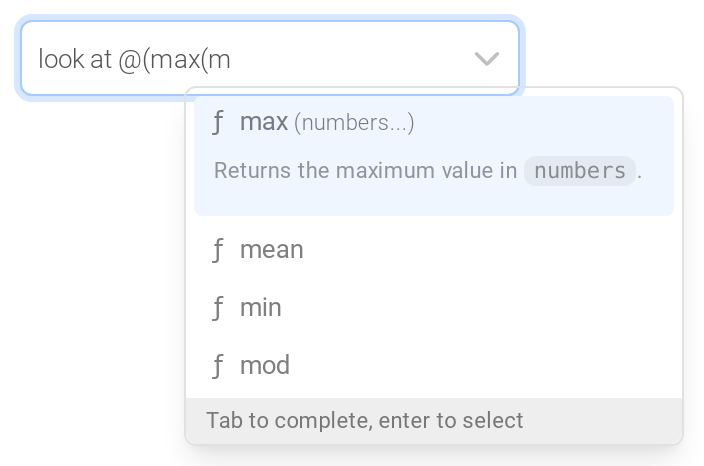 look at @(max(m
ƒ max (numbers...)
Returns the maximum value in numbers.
ƒ mean
ƒ min
ƒ mod
Tab to complete, enter to select